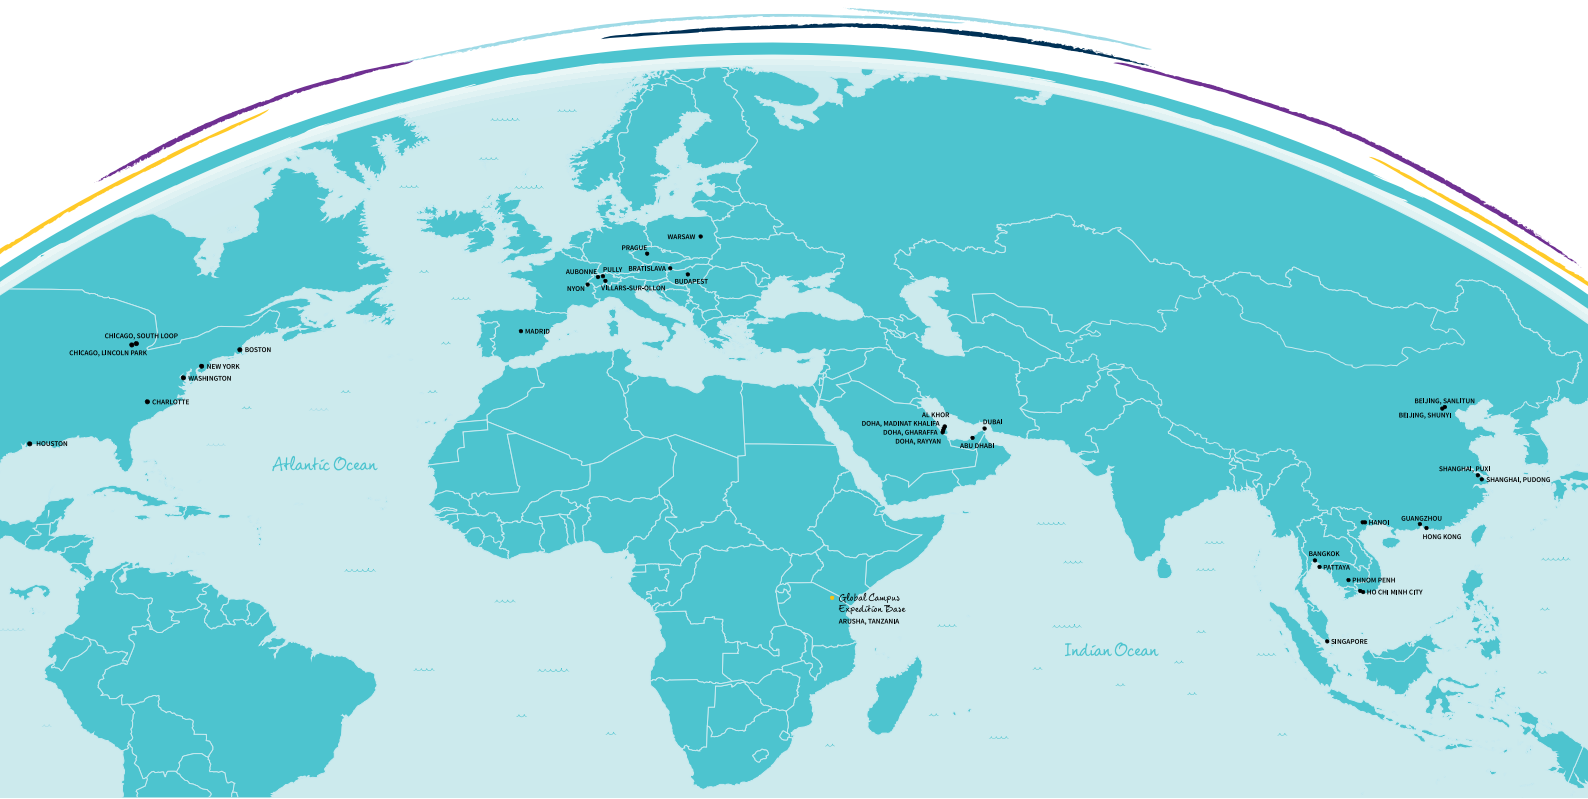 WARSAW
PRAGUE
AUBONNE
PULLY
BRATISLAVA
BUDAPEST
NYON
VILLARS-SUR-OLLON
MADRID
CHICAGO, SOUTH LOOP
CHICAGO, LINCOLN PARK
BOSTON
NEW YORK
WASHINGTON
CHARLOTTE
HOUSTON
Atlantic Ocean
AL KHOR
DOHA, MADINAT KHALIFA
DOHA, GHARAFFA
DOHA, RAYYAN
DUBAI
ABU DHABI
BEIJING, SANLITUN
BEIJING, SHUNYI
SHANGHAI, PUXI
SHANGHAI, PUDONG
HANOI
GUANGZHOU
HONG KONG
BANGKOK
PATTAYA
PHNOM PENH
HO CHI MINH CITY
SINGAPORE
Global Campus
Expedition Base
ARUSHA, TANZANIA
Indian Ocean